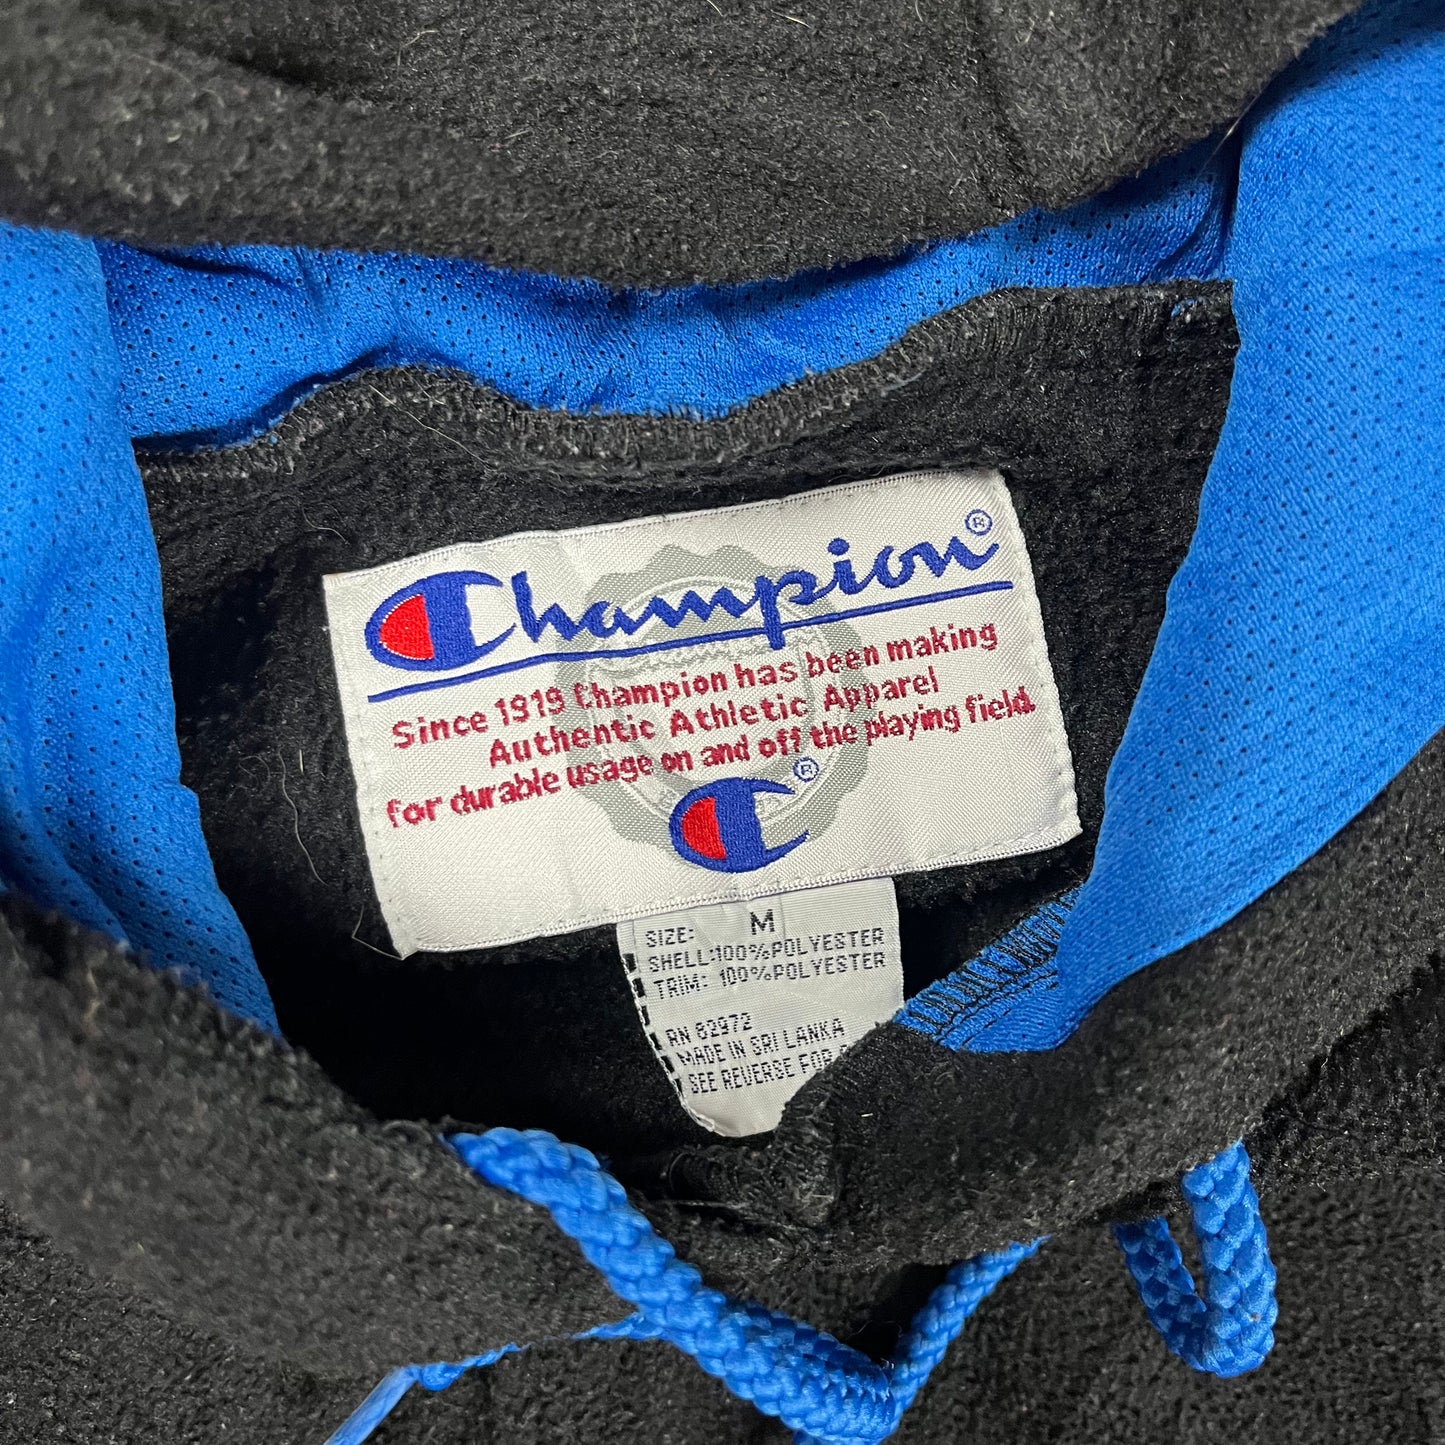 Champion®
Since 1919 Champion has been making
Authentic Athletic Apparel
for durable usage on and off the playing field.
®
SIZE: M
SHELL:100%POLYESTER
TRIM: 100%POLYESTER
RN 82972
MADE IN SRI LANKA
SEE REVERSE FOR